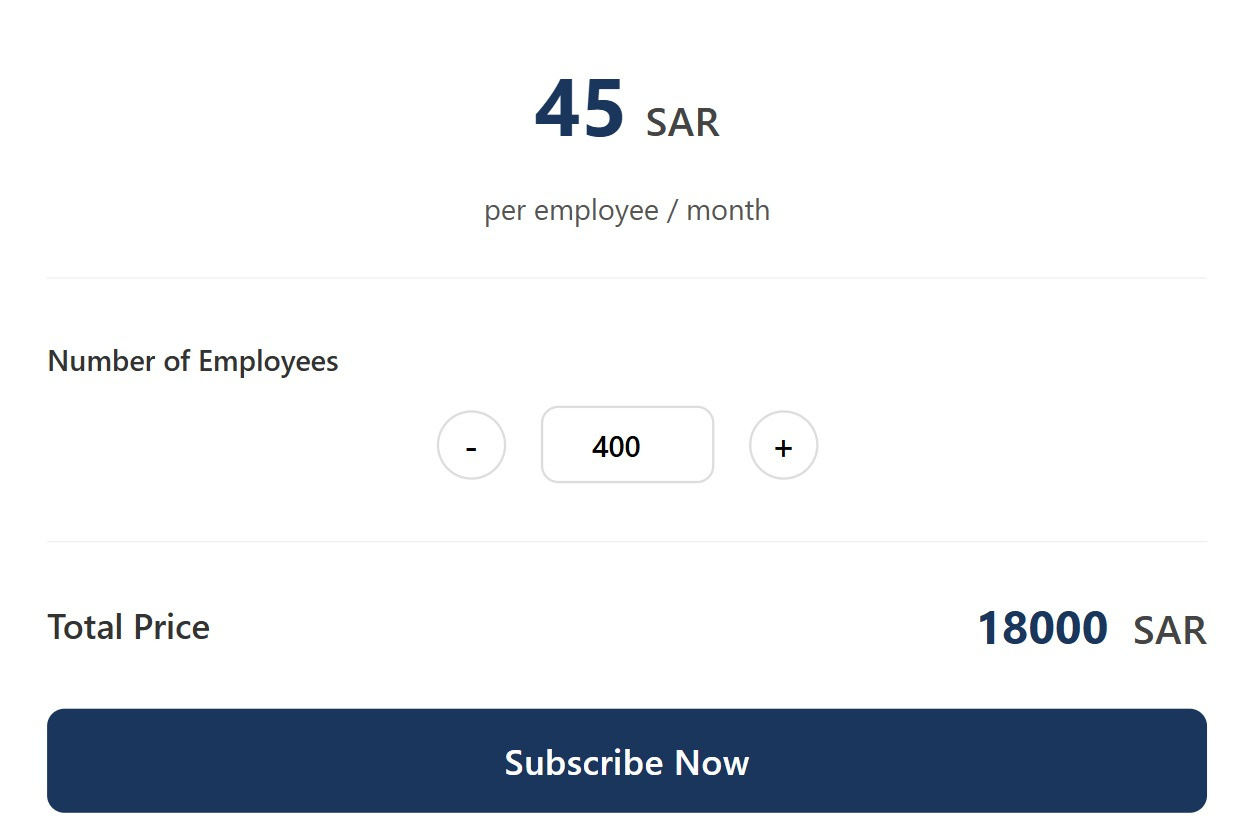 45 SAR
per employee / month
Number of Employees
- 400 +
Total Price 18000 SAR
Subscribe Now